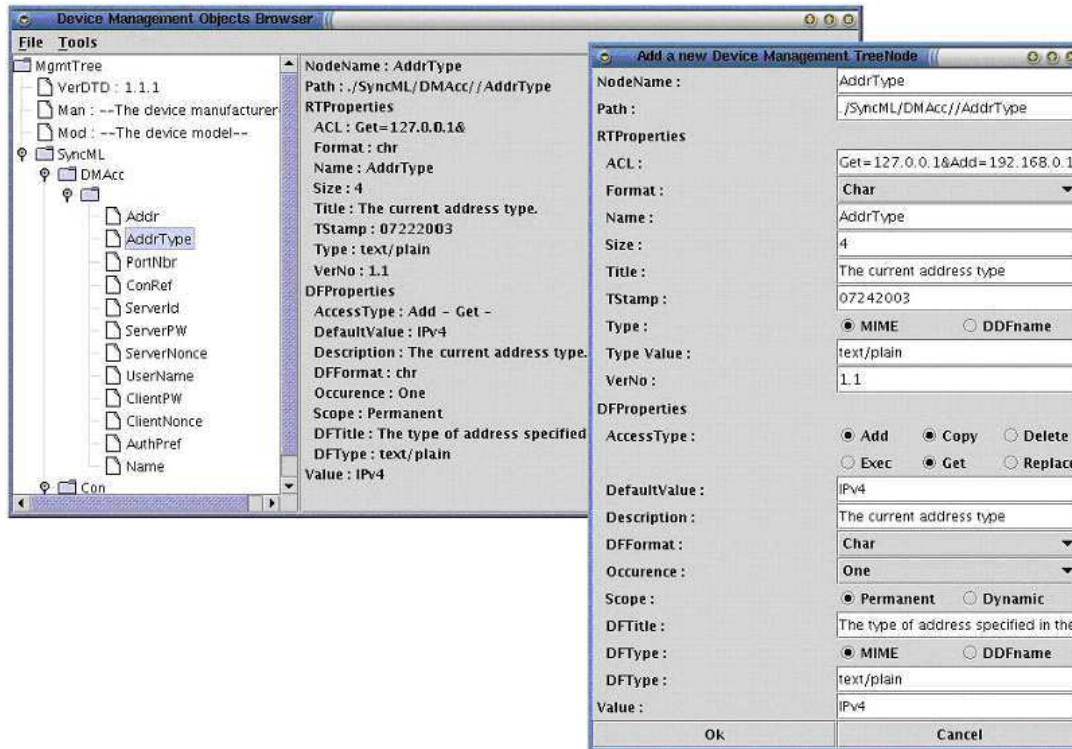 Device Management Objects Browser
File Tools
MgmtTree
VerDTD : 1.1.1
Man : --The device manufacturer
Mod : --The device model--
SyncML
DMAcc
Addr
AddrType
PortNbr
ConRef
ServerId
ServerPW
ServerNonce
UserName
ClientPW
ClientNonce
AuthPref
Name
Con
NodeName : AddrType
Path : ./SyncML/DMAcc//AddrType
RTProperties
ACL : Get=127.0.0.1&
Format : chr
Name : AddrType
Size : 4
Title : The current address type.
TStamp : 07222003
Type : text/plain
VerNo : 1.1
DFProperties
AccessType : Add - Get -
DefaultValue : IPv4
Description : The current address type.
DFFormat : chr
Occurence : One
Scope : Permanent
DFTitle : The type of address specified
DFType : text/plain
Value : IPv4
Add a new Device Management TreeNode
NodeName : AddrType
Path : ./SyncML/DMAcc//AddrType
RTProperties
ACL : Get=127.0.0.1&Add=192.168.0.1
Format : Char
Name : AddrType
Size : 4
Title : The current address type
TStamp : 07242003
Type : MIME DDFname
Type Value : text/plain
VerNo : 1.1
DFProperties
AccessType : Add Copy Delete
Exec Get Replace
DefaultValue : IPv4
Description : The current address type
DFFormat : Char
Occurence : One
Scope : Permanent Dynamic
DFTitle : The type of address specified in the
DFType : MIME DDFname
DFType : text/plain
Value : IPv4
Ok Cancel